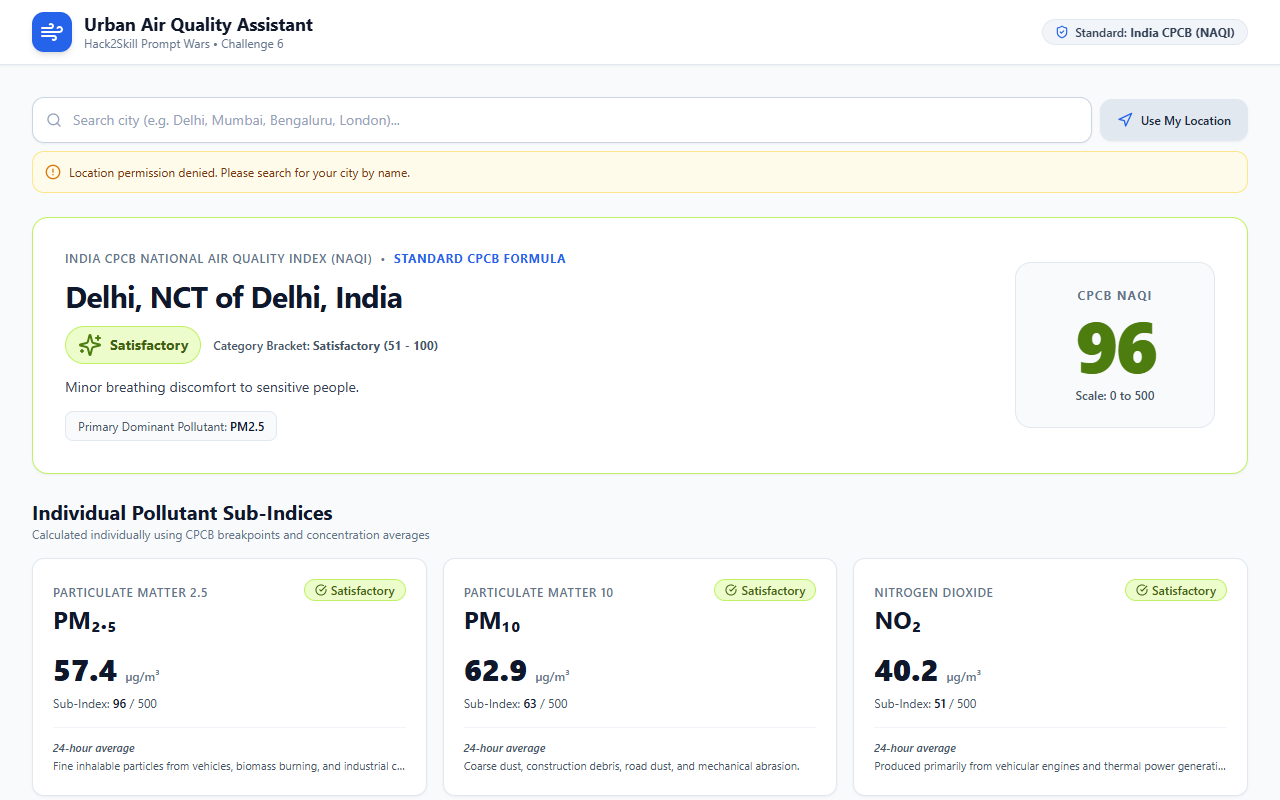 Urban Air Quality Assistant
Hack2Skill Prompt Wars • Challenge 6
Standard: India CPCB (NAQI)
Search city (e.g. Delhi, Mumbai, Bengaluru, London)...
Use My Location
Location permission denied. Please search for your city by name.
INDIA CPCB NATIONAL AIR QUALITY INDEX (NAQI) • STANDARD CPCB FORMULA
Delhi, NCT of Delhi, India
Satisfactory
Category Bracket: Satisfactory (51 - 100)
Minor breathing discomfort to sensitive people.
Primary Dominant Pollutant: PM2.5
CPCB NAQI
96
Scale: 0 to 500
Individual Pollutant Sub-Indices
Calculated individually using CPCB breakpoints and concentration averages
PARTICULATE MATTER 2.5
Satisfactory
PM₂.₅
57.4 µg/m³
Sub-Index: 96 / 500
24-hour average
Fine inhalable particles from vehicles, biomass burning, and industrial c...
PARTICULATE MATTER 10
Satisfactory
PM₁₀
62.9 µg/m³
Sub-Index: 63 / 500
24-hour average
Coarse dust, construction debris, road dust, and mechanical abrasion.
NITROGEN DIOXIDE
Satisfactory
NO₂
40.2 µg/m³
Sub-Index: 51 / 500
24-hour average
Produced primarily from vehicular engines and thermal power generati...